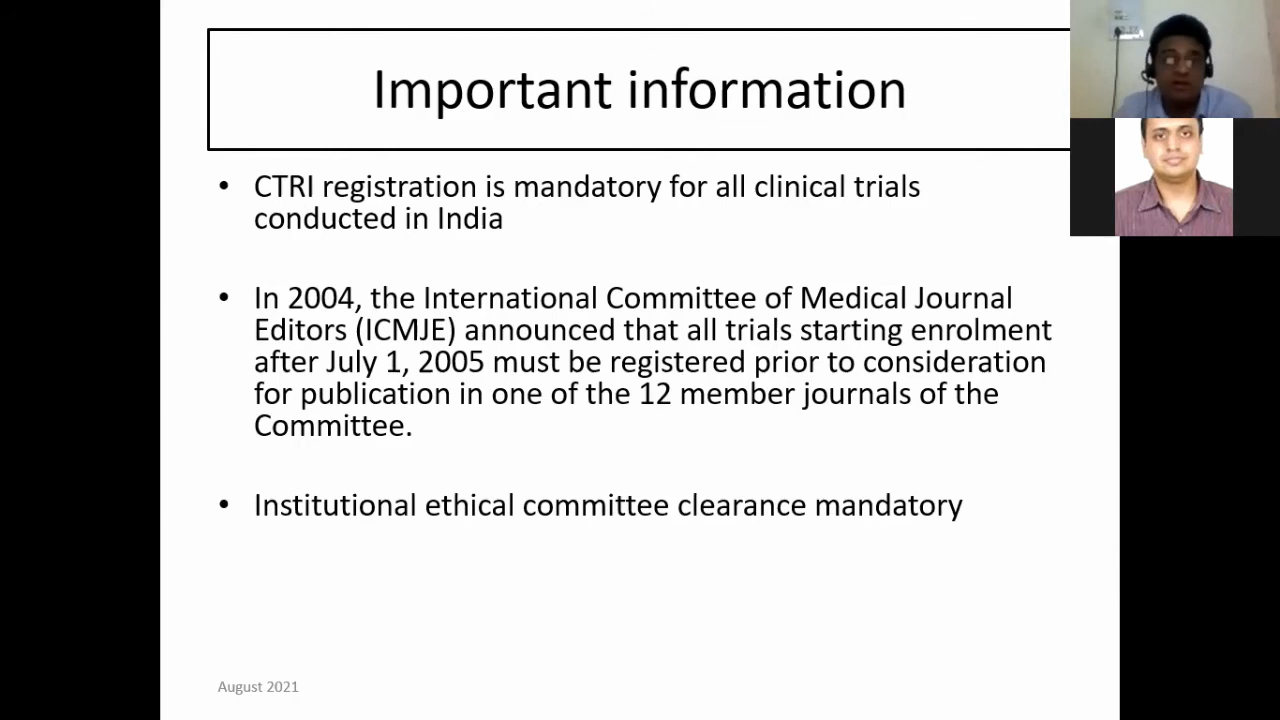 Important information
• CTRI registration is mandatory for all clinical trials
conducted in India
• In 2004, the International Committee of Medical Journal
Editors (ICMJE) announced that all trials starting enrolment
after July 1, 2005 must be registered prior to consideration
for publication in one of the 12 member journals of the
Committee.
• Institutional ethical committee clearance mandatory
August 2021